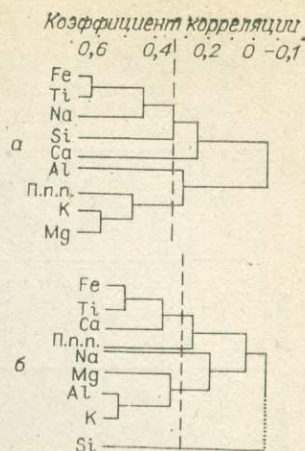 Коэффициент корреляции
0,6 0,4 0,2 0 -0,1
а
Fe
Ti
Na
Si
Ca
Al
П.п.п.
К
Mg
б
Fe
Ti
Ca
П.п.п.
Na
Mg
Al
К
Si